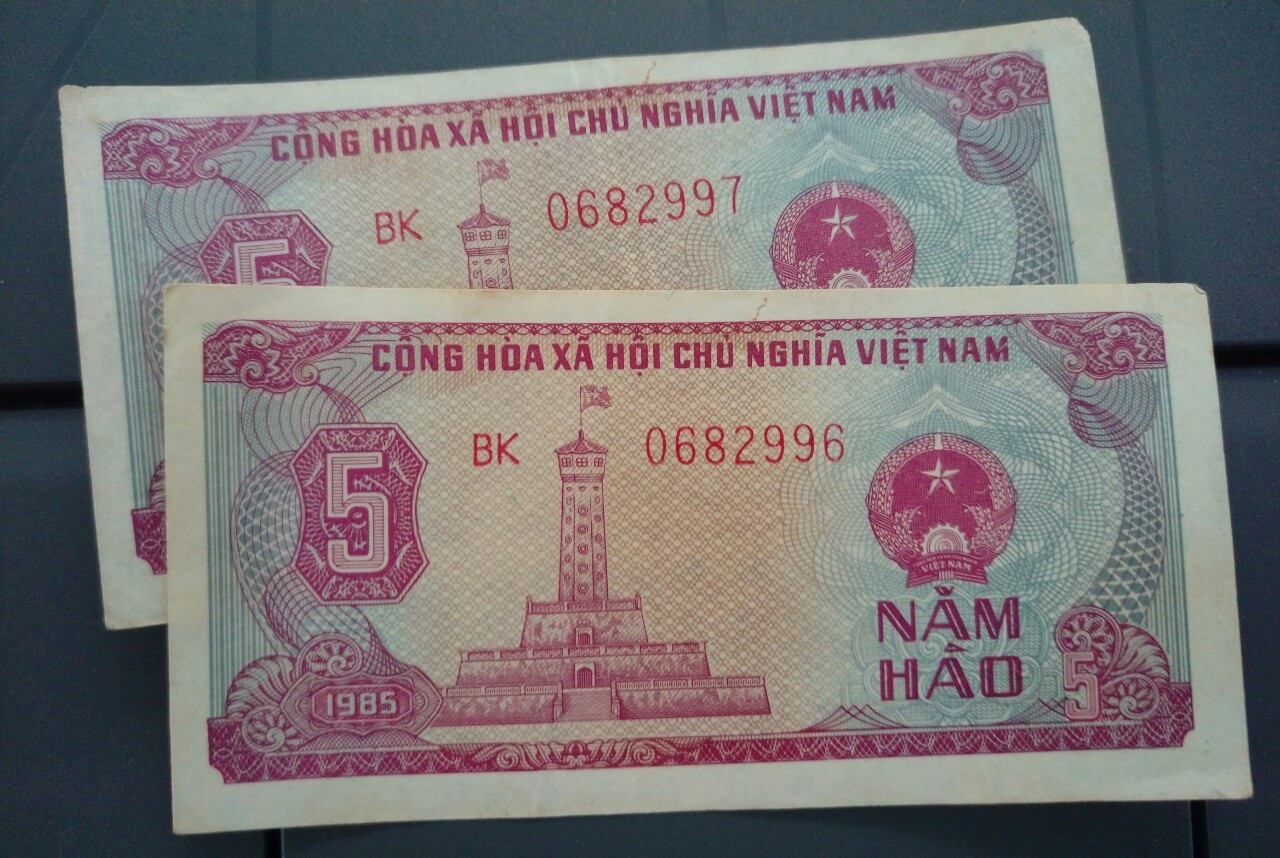 CỘNG HÒA XÃ HỘI CHỦ NGHĨA VIỆT NAM
BK 0682997
5
CỘNG HÒA XÃ HỘI CHỦ NGHĨA VIỆT NAM
BK 0682996
5
VIỆT NAM
NĂM
HÀO
5
1985